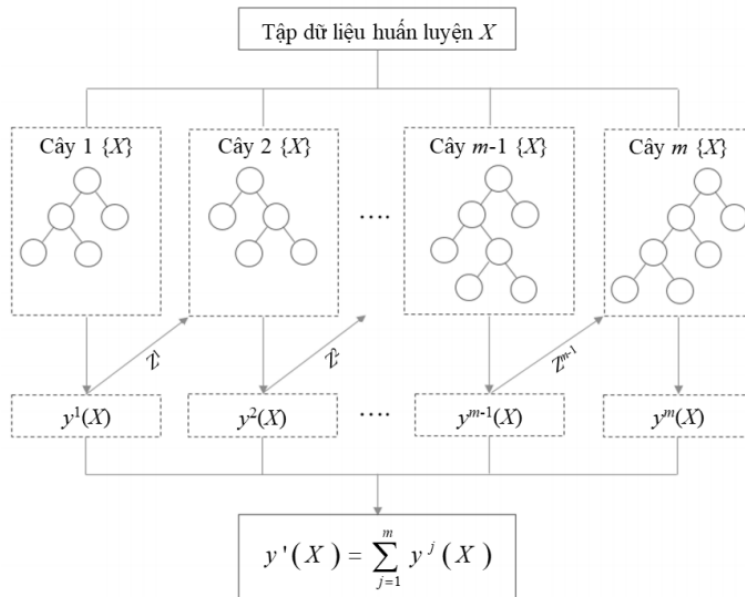 Tập dữ liệu huấn luyện X
Cây 1 {X}
Cây 2 {X}
Cây m-1 {X}
Cây m {X}
....
Z¹
Z²
Zᵐ⁻¹
y¹(X)
y²(X)
....
yᵐ⁻¹(X)
yᵐ(X)
y'(X) = ∑ᵐⱼ₌₁ yʲ(X)